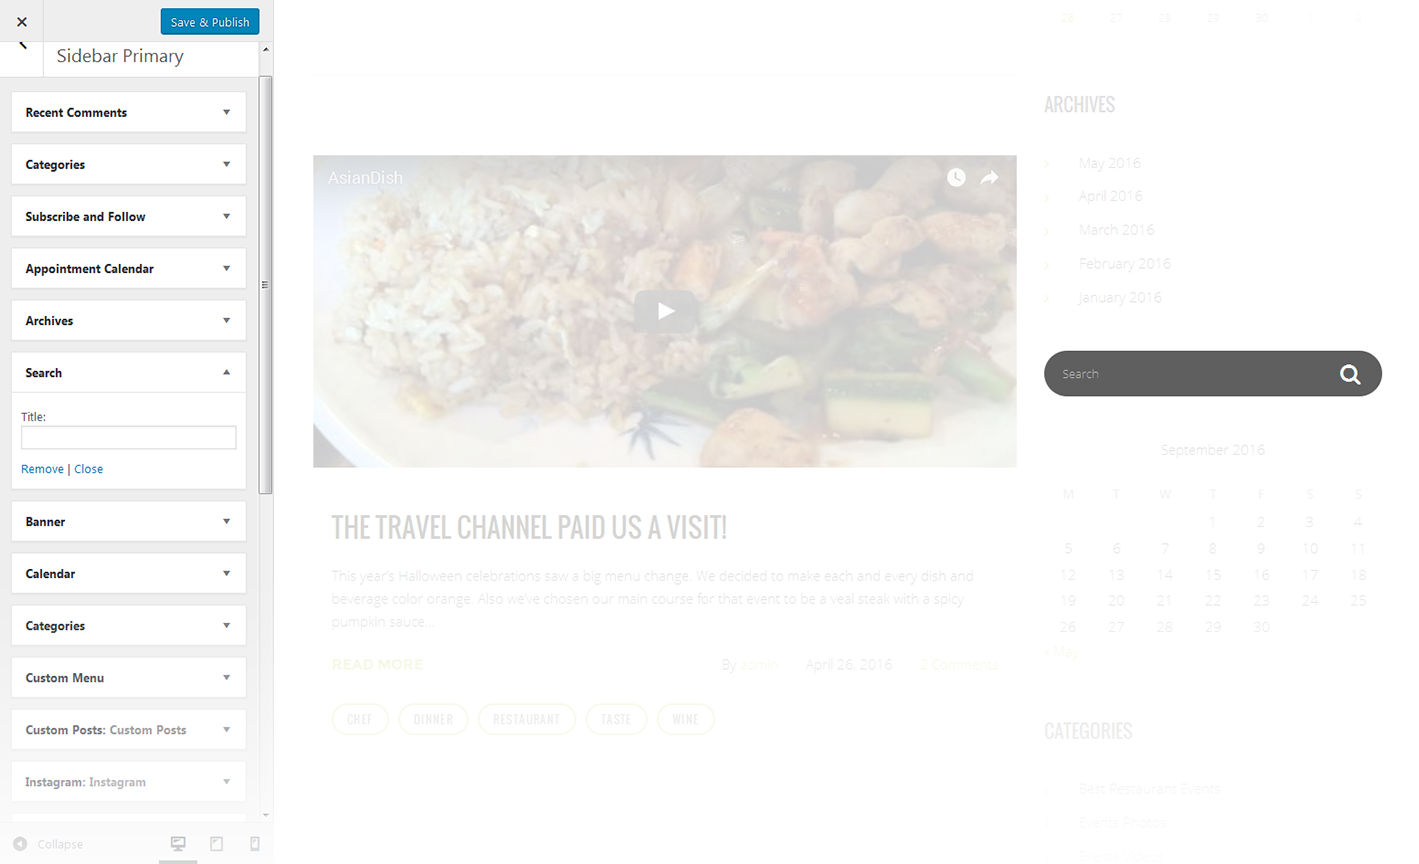 Save & Publish
Sidebar Primary
Recent Comments
Categories
Subscribe and Follow
Appointment Calendar
Archives
Search
Title:
Remove | Close
Banner
Calendar
Categories
Custom Menu
Custom Posts: Custom Posts
Instagram: Instagram
Collapse
AsianDish
THE TRAVEL CHANNEL PAID US A VISIT!
This year's Halloween celebrations saw a big menu change. We decided to make each and every dish and
beverage color orange. Also we've chosen our main course for that event to be a veal steak with a spicy
pumpkin sauce...
READ MORE By admin April 26, 2016 2 Comments
CHEF DINNER RESTAURANT TASTE WINE
26 27 28 29 30 1 2
ARCHIVES
May 2016
April 2016
March 2016
February 2016
January 2016
Search
September 2016
M T W T F S S
1 2 3 4
5 6 7 8 9 10 11
12 13 14 15 16 17 18
19 20 21 22 23 24 25
26 27 28 29 30
« May
CATEGORIES
Best Restaurant Events
Events Photos
Events Videos